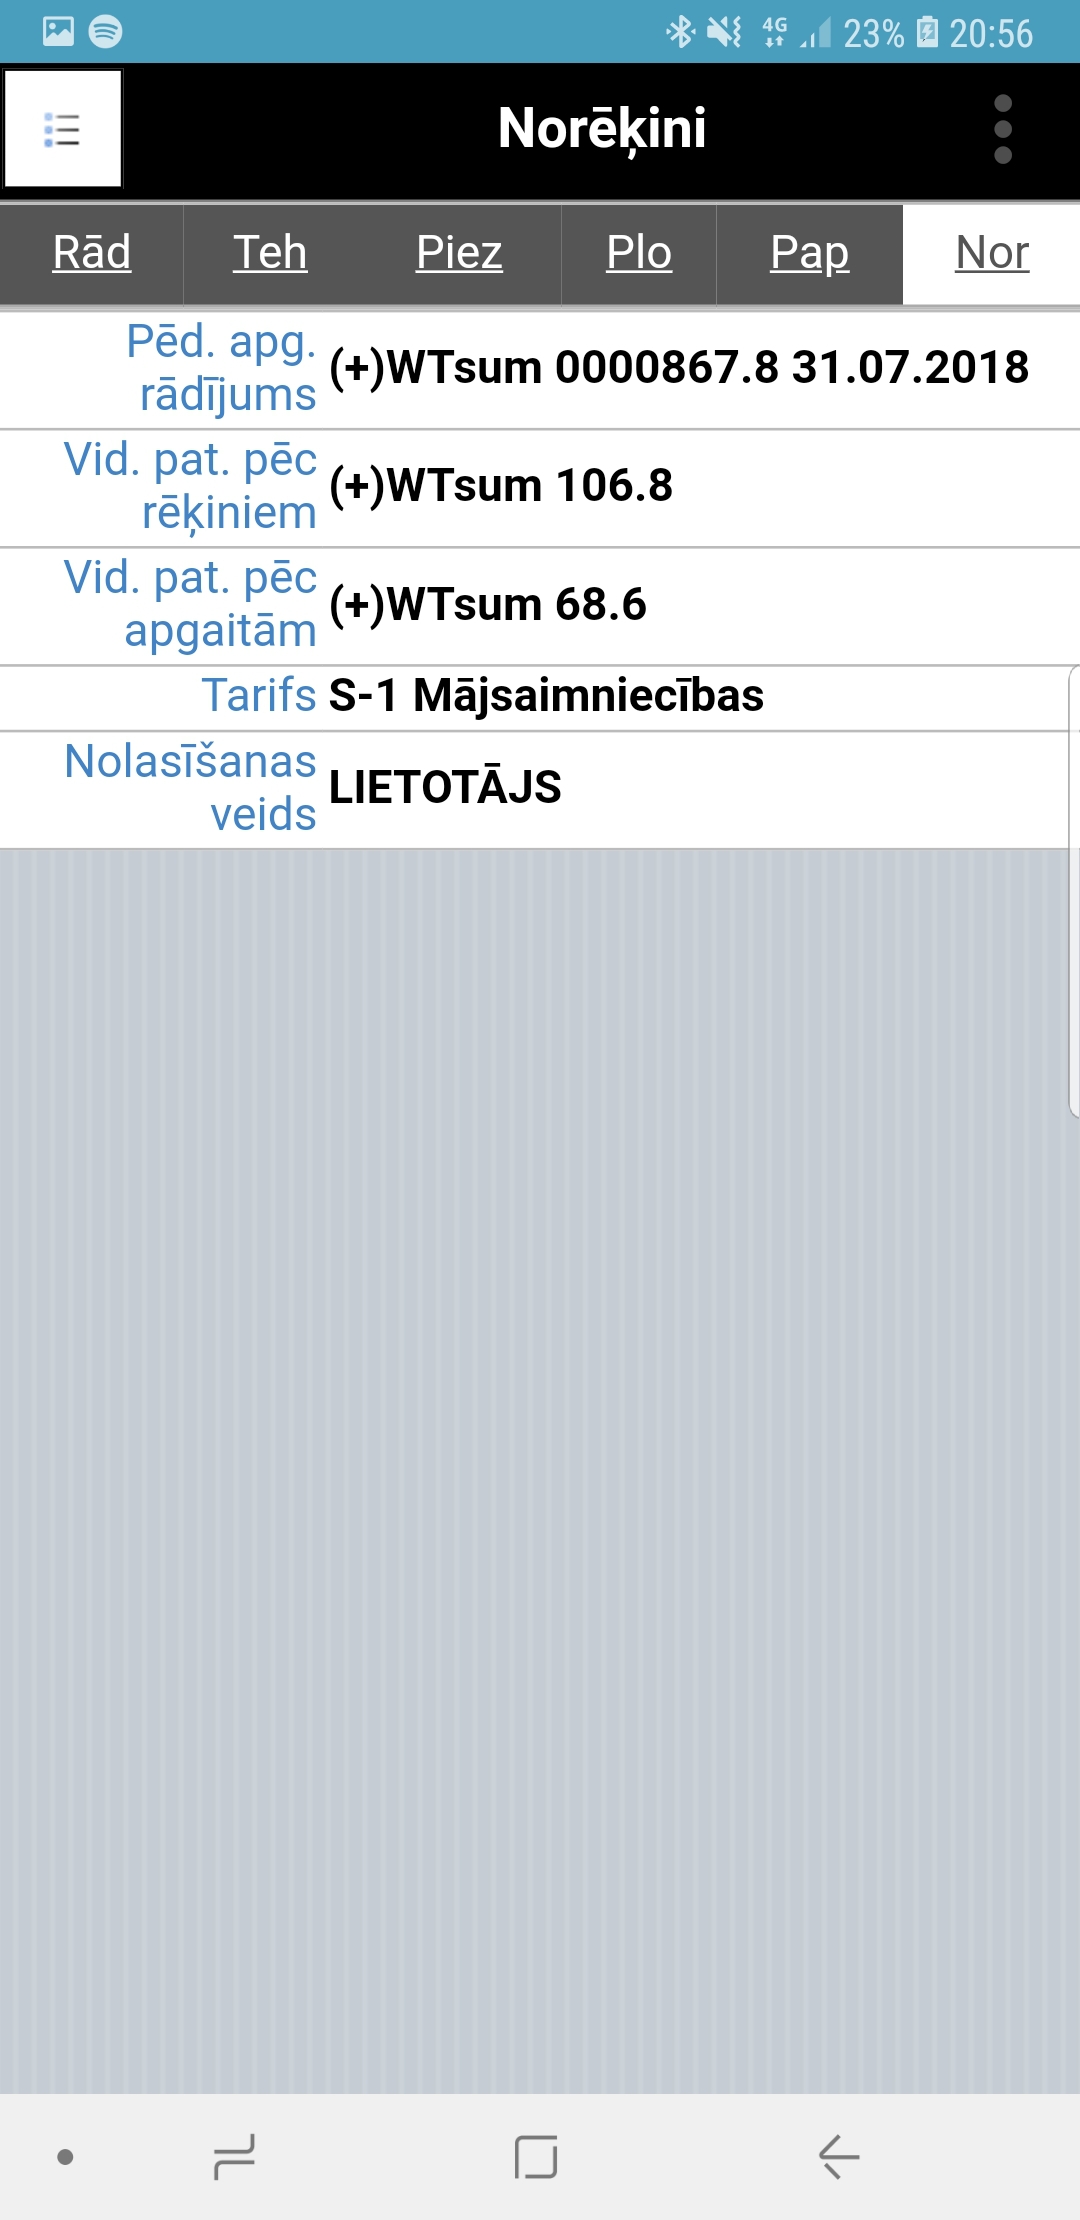 4G 23% 20:56
Norēķini
Rād Teh Piez Plo Pap Nor
Pēd. apg.
rādījums
(+)WTsum 0000867.8 31.07.2018
Vid. pat. pēc
rēķiniem
(+)WTsum 106.8
Vid. pat. pēc
apgaitām
(+)WTsum 68.6
Tarifs S-1 Mājsaimniecības
Nolasīšanas
veids
LIETOTĀJS